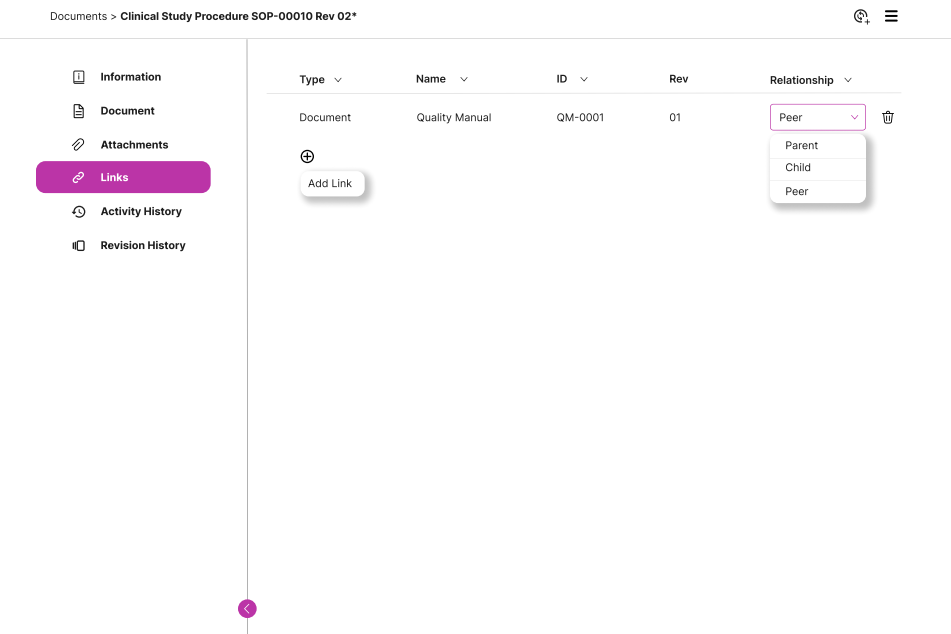 Documents > Clinical Study Procedure SOP-00010 Rev 02*
Information
Document
Attachments
Links
Activity History
Revision History
Type Name ID Rev Relationship
Document Quality Manual QM-0001 01 Peer
Parent
Child
Peer
Add Link